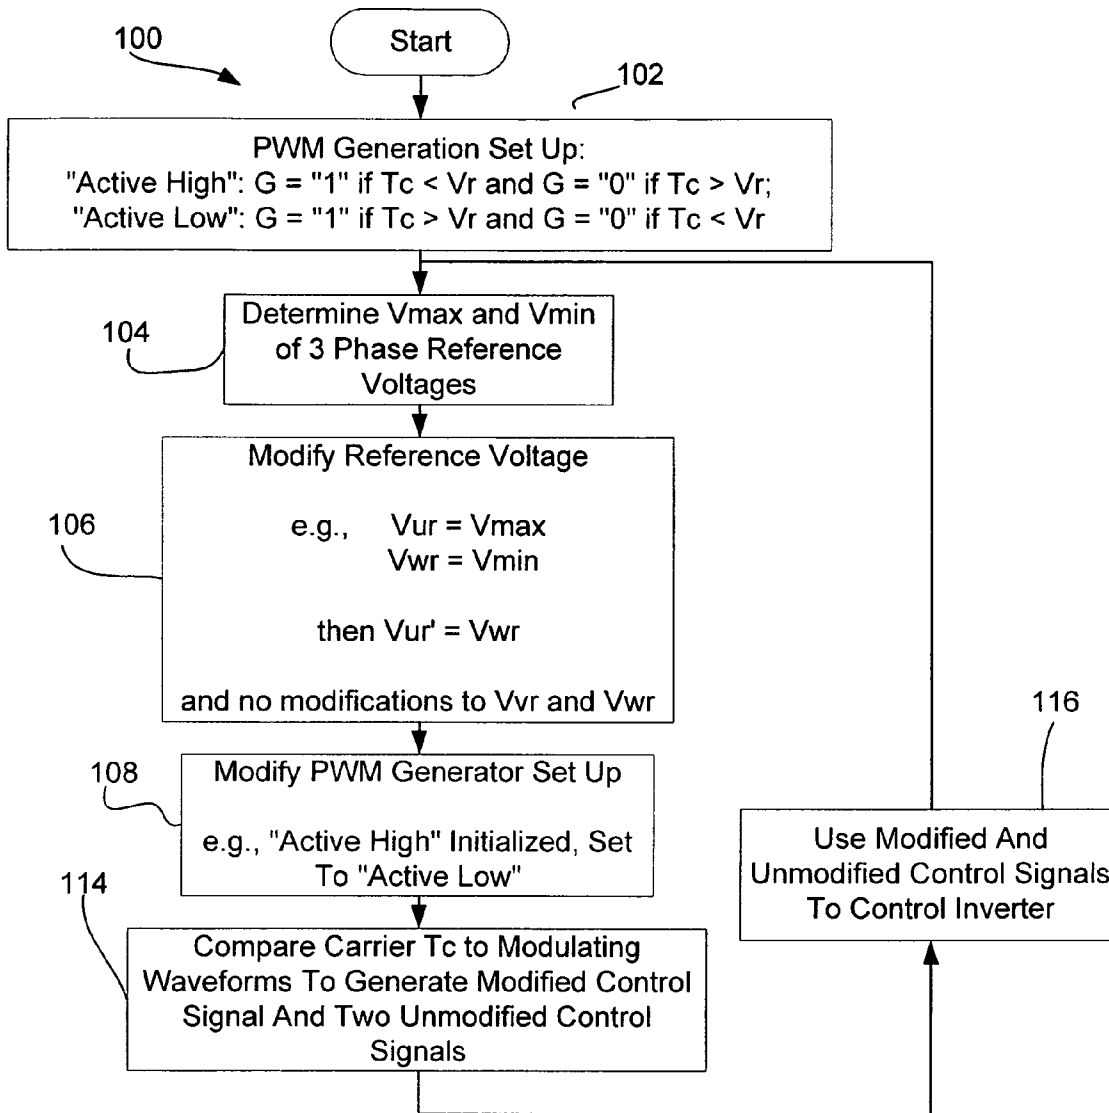 100
Start
102
PWM Generation Set Up:
"Active High": G = "1" if Tc < Vr and G = "0" if Tc > Vr;
"Active Low": G = "1" if Tc > Vr and G = "0" if Tc < Vr
104
Determine Vmax and Vmin
of 3 Phase Reference
Voltages
106
Modify Reference Voltage
e.g., Vur = Vmax
Vwr = Vmin
then Vur' = Vwr
and no modifications to Vvr and Vwr
108
Modify PWM Generator Set Up
e.g., "Active High" Initialized, Set
To "Active Low"
114
Compare Carrier Tc to Modulating
Waveforms To Generate Modified Control
Signal And Two Unmodified Control
Signals
116
Use Modified And
Unmodified Control Signals
To Control Inverter